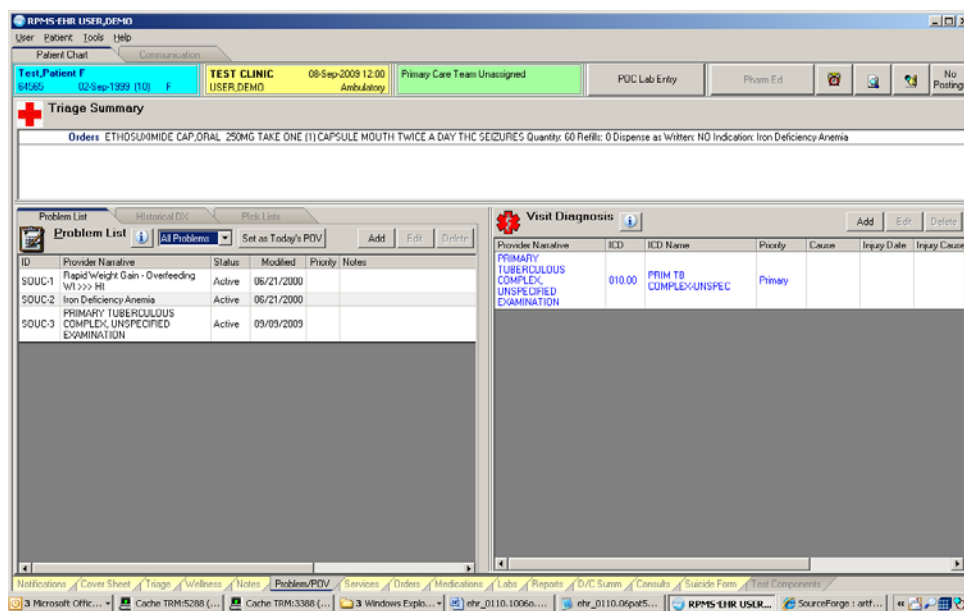 RPMS-EHR USER,DEMO
User Patient Tools Help
Patient Chart Communication
Test,Patient F
64565 02-Sep-1999 (10) F
TEST CLINIC 08-Sep-2009 12:00
USER,DEMO Ambulatory
Primary Care Team Unassigned
POC Lab Entry
Pharm Ed
No
Postings
Triage Summary
Orders ETHOSUXIMIDE CAP,ORAL 250MG TAKE ONE (1) CAPSULE MOUTH TWICE A DAY THC SEIZURES Quantity: 60 Refills: 0 Dispense as Written: NO Indication: Iron Deficiency Anemia
Problem List Historical DX Pick Lists
Problem List All Problems Set as Today's POV Add Edit Delete
ID Provider Narrative Status Modified Priority Notes
SOUC-1 Rapid Weight Gain - Overfeeding Active 06/21/2000
Wt >>> Ht
SOUC-2 Iron Deficiency Anemia Active 06/21/2000
PRIMARY TUBERCULOUS
SOUC-3 COMPLEX, UNSPECIFIED Active 09/09/2009
EXAMINATION
Visit Diagnosis Add Edit Delete
Provider Narrative ICD ICD Name Priority Cause Injury Date Injury Cause
PRIMARY
TUBERCULOUS
COMPLEX,
UNSPECIFIED
EXAMINATION
010.00
PRIM TB
COMPLEX-UNSPEC
Primary
Notifications Cover Sheet Triage Wellness Notes Problem/POV Services Orders Medications Labs Reports D/C Summ Consults Suicide Form Test Components
3 Microsoft Offic... Cache TRM:5288 (... Cache TRM:3388 (... 3 Windows Explo... ehr_0110.1006o.... ehr_0110.06pat5... RPMS-EHR USER... SourceForge : artf...